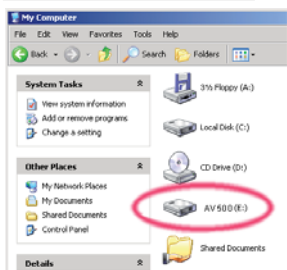 My Computer
File Edit View Favorites Tools Help
Back Search Folders
System Tasks
View system information
Add or remove programs
Change a setting
Other Places
My Network Places
My Documents
Shared Documents
Control Panel
Details
3½ Floppy (A:)
Local Disk (C:)
CD Drive (D:)
AV500 (E:)
Shared Documents